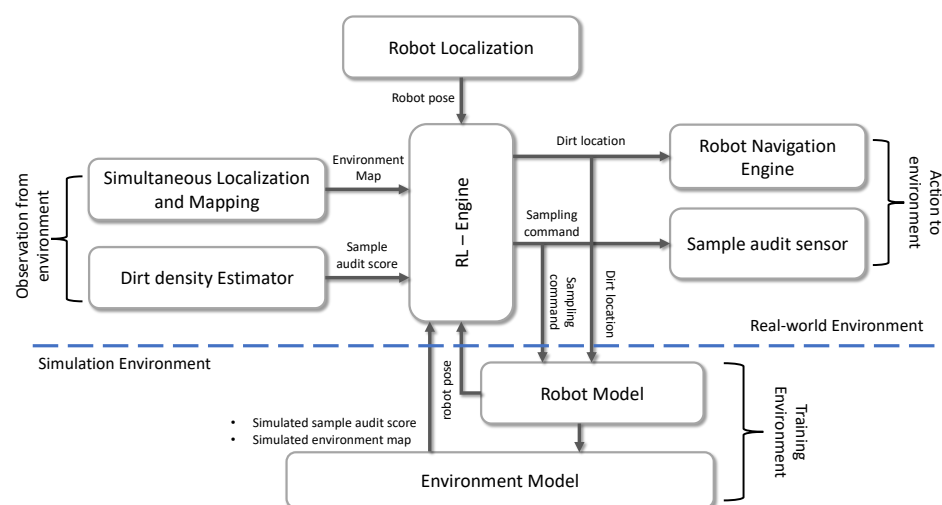 Robot Localization
Robot pose
Observation from
environment
Simultaneous Localization
and Mapping
Environment
Map
Dirt density Estimator
Sample
audit score
RL – Engine
Dirt location
Robot Navigation
Engine
Sampling
command
Sample audit sensor
Action to
environment
Sampling
command
Dirt location
Real-world Environment
Simulation Environment
robot pose
Robot Model
• Simulated sample audit score
• Simulated environment map
Environment Model
Training
Environment